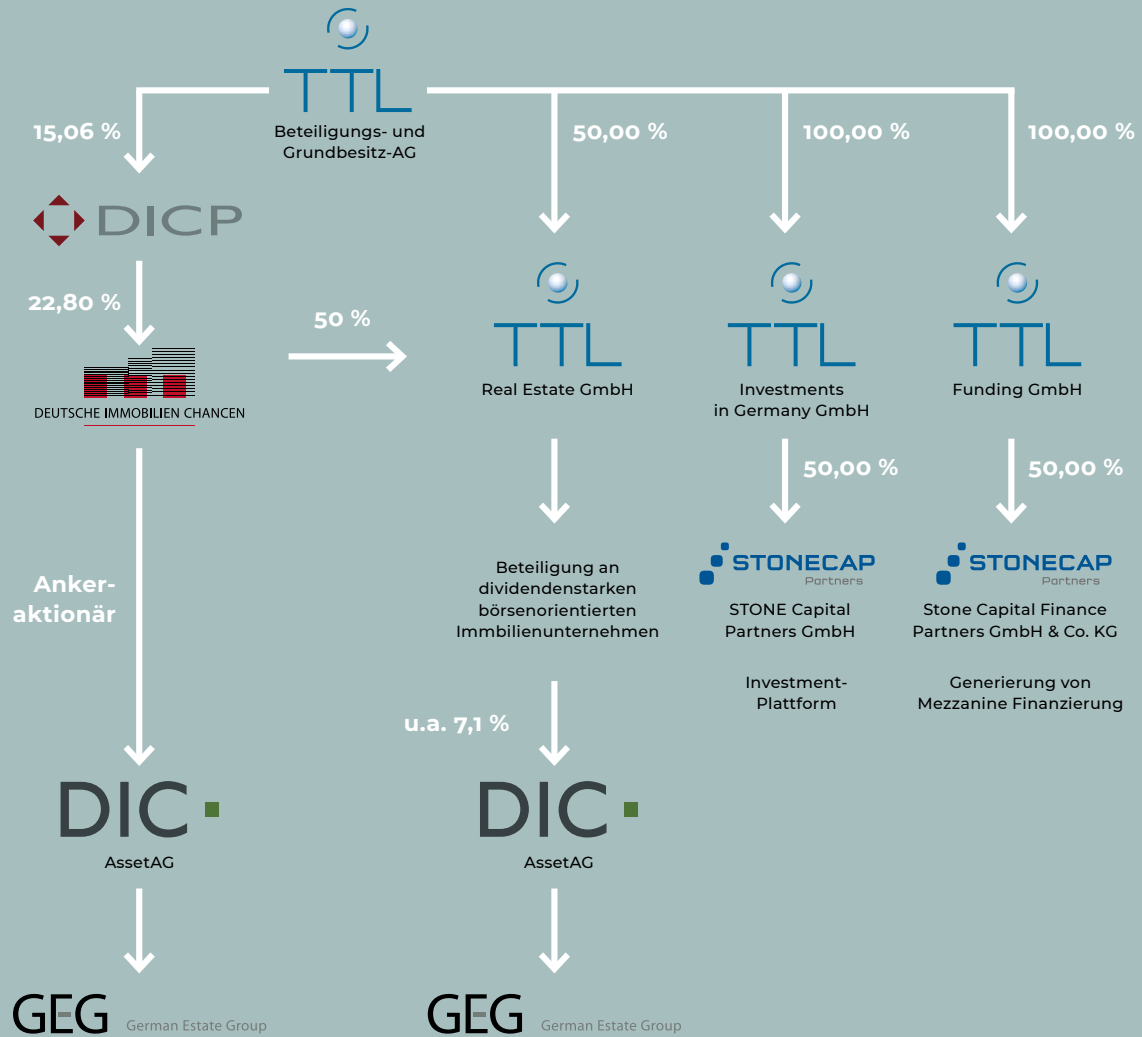 TTL
Beteiligungs- und
Grundbesitz-AG
15,06 %
50,00 %
100,00 %
100,00 %
DICP
22,80 %
50 %
DEUTSCHE IMMOBILIEN CHANCEN
TTL
Real Estate GmbH
TTL
Investments
in Germany GmbH
TTL
Funding GmbH
50,00 %
50,00 %
Anker-
aktionär
Beteiligung an
dividendenstarken
börsenorientierten
Immbilienunternehmen
STONECAP
Partners
STONE Capital
Partners GmbH
Investment-
Plattform
STONECAP
Partners
Stone Capital Finance
Partners GmbH & Co. KG
Generierung von
Mezzanine Finanzierung
u.a. 7,1 %
DIC
AssetAG
DIC
AssetAG
GEG German Estate Group
GEG German Estate Group